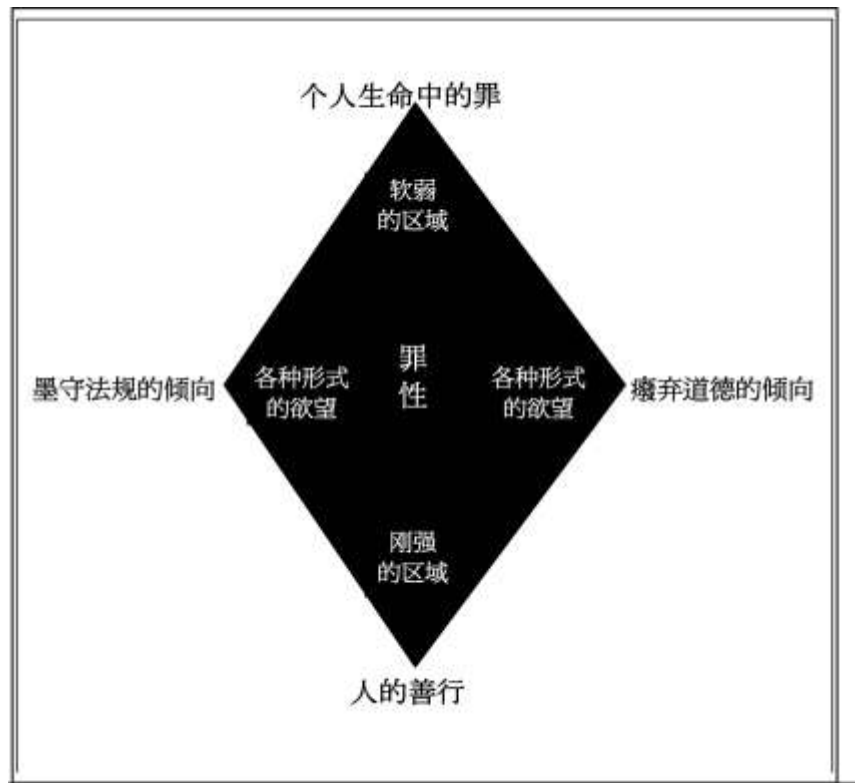 个人生命中的罪
软弱
的区域
罪
性
墨守法规的倾向
各种形式
的欲望
各种形式
的欲望
癈弃道德的倾向
刚强
的区域
人的善行